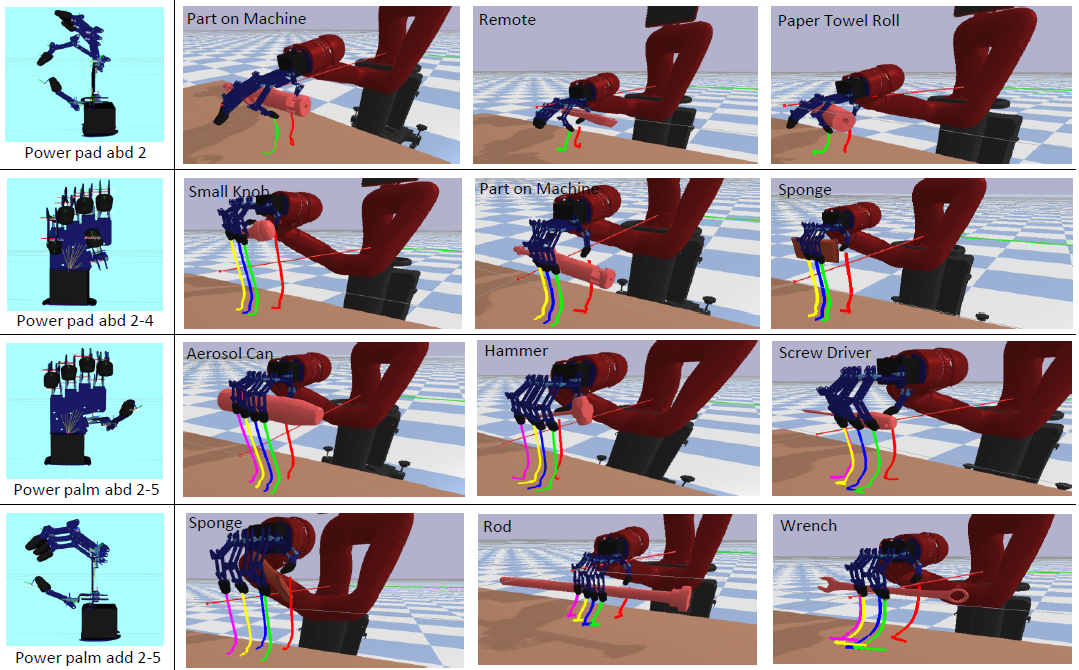 Part on Machine
Remote
Paper Towel Roll
Power pad abd 2
Small Knob
Part on Machine
Sponge
Power pad abd 2-4
Aerosol Can
Hammer
Screw Driver
Power palm abd 2-5
Sponge
Rod
Wrench
Power palm add 2-5